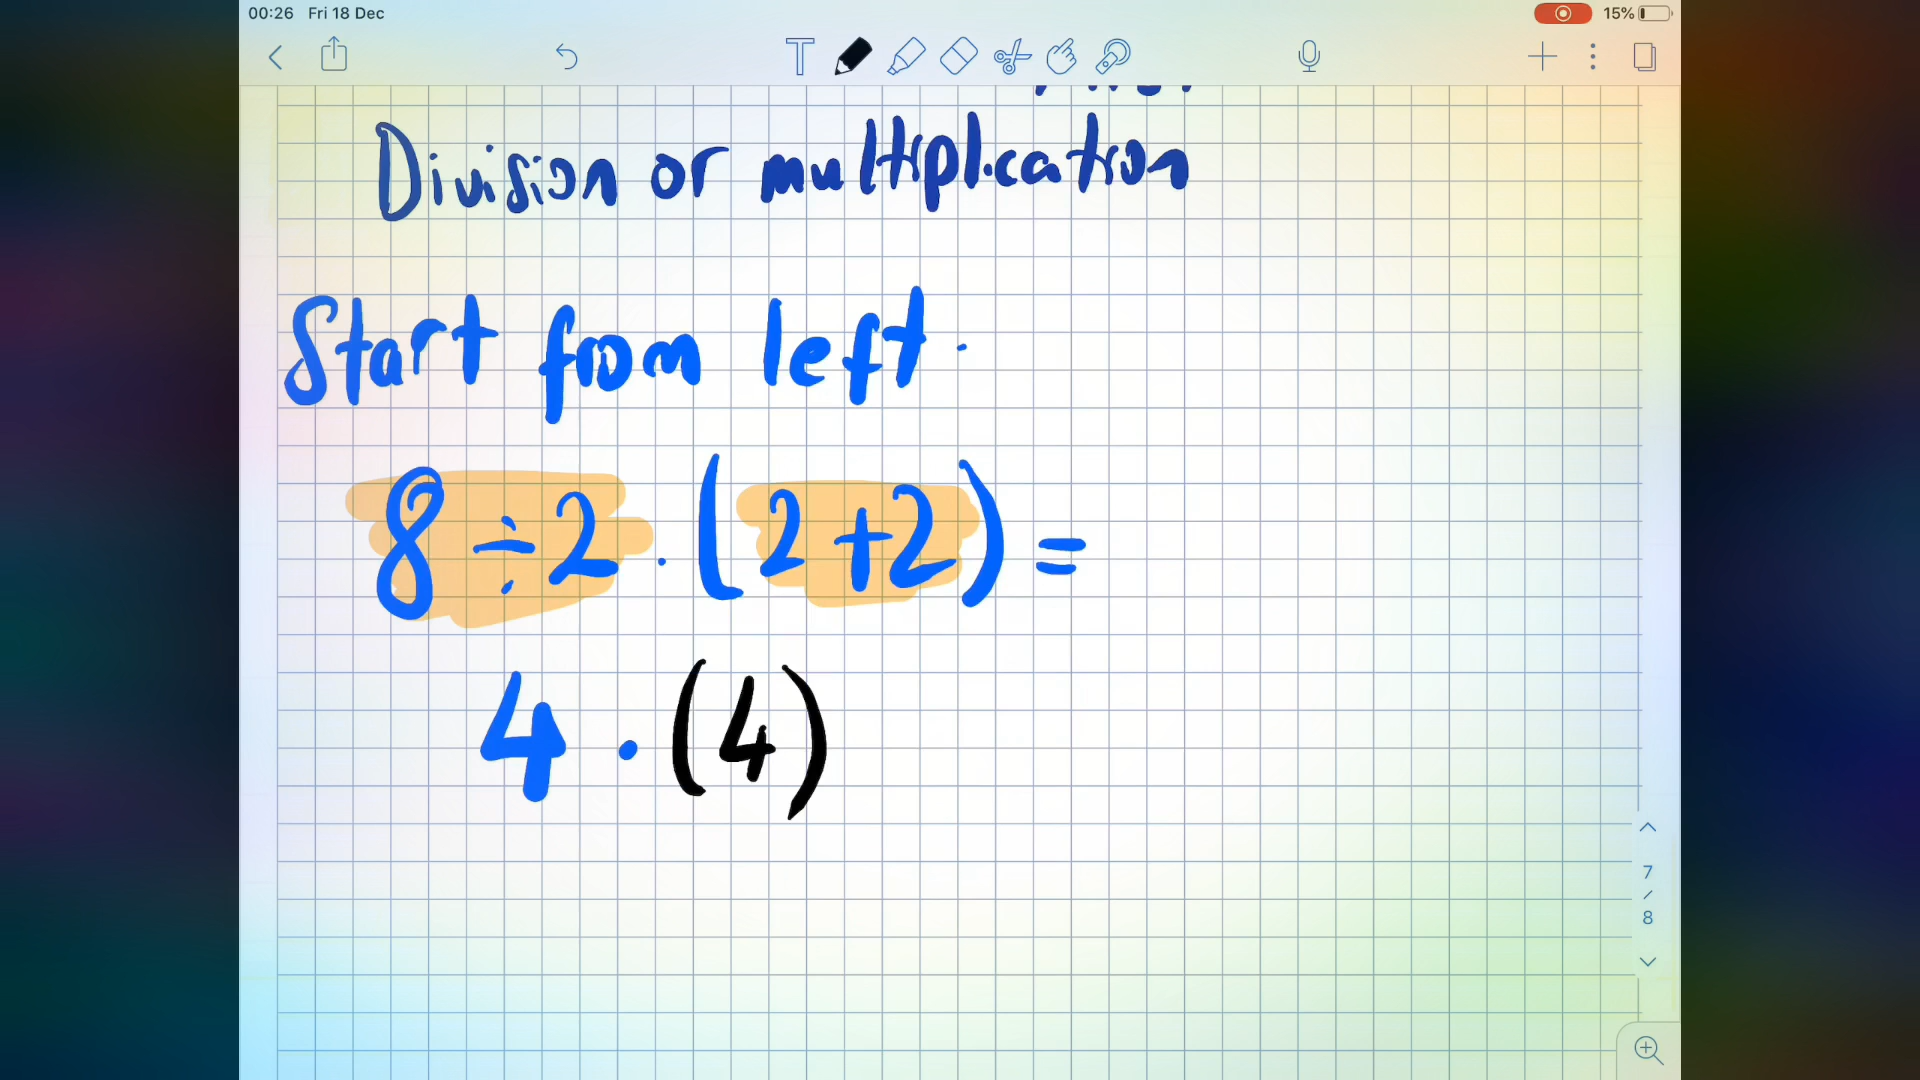 00:26 Fri 18 Dec 15%
T
Division or multiplication
Start from left.
8 ÷ 2 . (2+2) =
4 . (4)
7
/
8